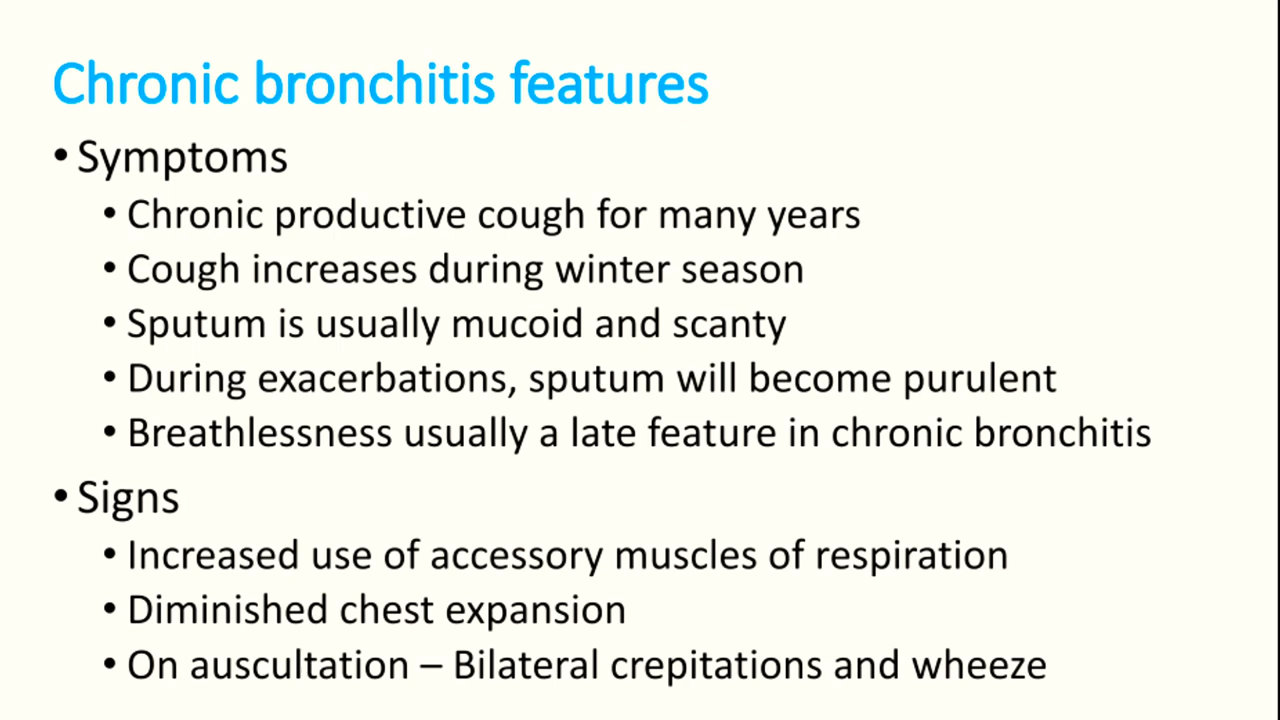 Chronic bronchitis features
• Symptoms
• Chronic productive cough for many years
• Cough increases during winter season
• Sputum is usually mucoid and scanty
• During exacerbations, sputum will become purulent
• Breathlessness usually a late feature in chronic bronchitis
• Signs
• Increased use of accessory muscles of respiration
• Diminished chest expansion
• On auscultation – Bilateral crepitations and wheeze